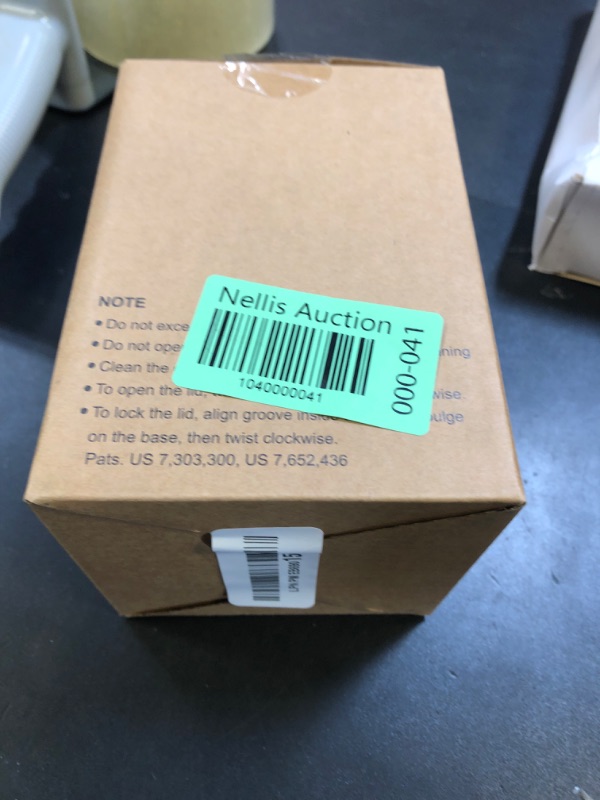 NOTE
• Do not exce
• Do not ope ning
• Clean the
• To open the lid, wise.
• To lock the lid, align groove inside ulge
on the base, then twist clockwise.
Pats. US 7,303,300, US 7,652,436
Nellis Auction
1040000041
000-041